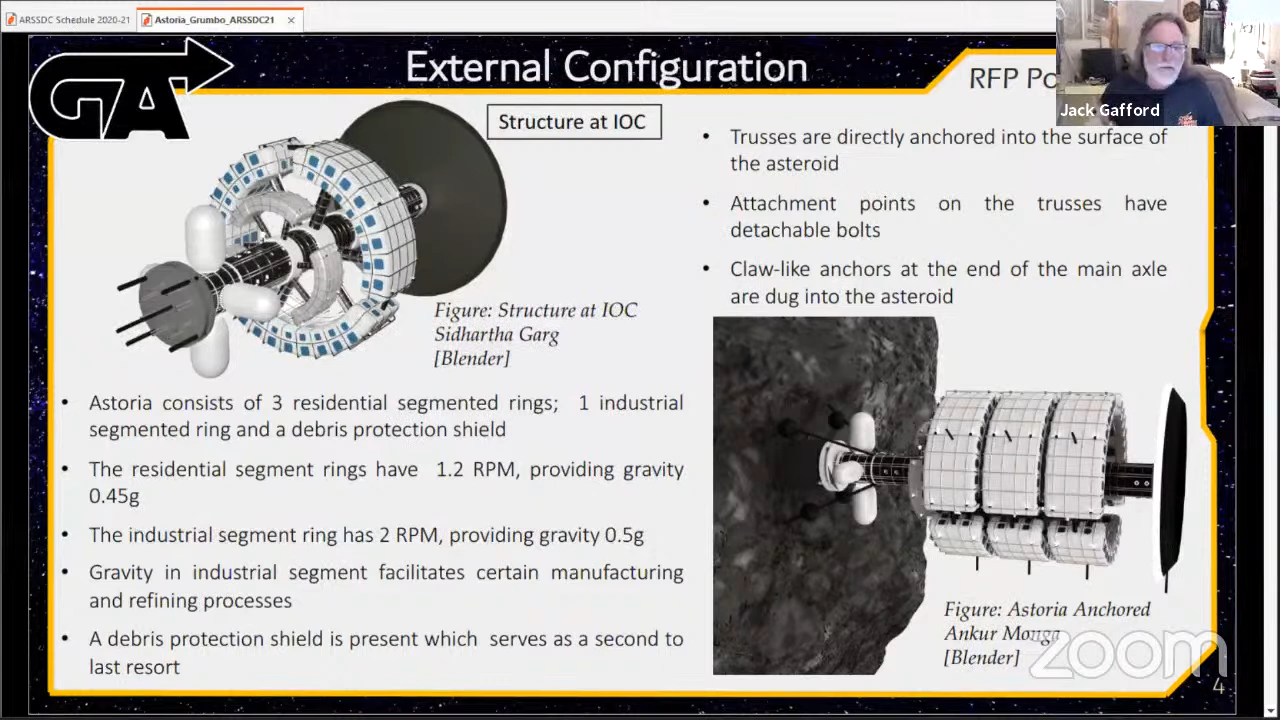 ARSSDC Schedule 2020-21
Astoria_Grumbo_ARSSDC21
GA
External Configuration
RFP Po
Jack Gafford
Structure at IOC
Figure: Structure at IOC
Sidhartha Garg
[Blender]
• Astoria consists of 3 residential segmented rings; 1 industrial
segmented ring and a debris protection shield
• The residential segment rings have 1.2 RPM, providing gravity
0.45g
• The industrial segment ring has 2 RPM, providing gravity 0.5g
• Gravity in industrial segment facilitates certain manufacturing
and refining processes
• A debris protection shield is present which serves as a second to
last resort
• Trusses are directly anchored into the surface of
the asteroid
• Attachment points on the trusses have
detachable bolts
• Claw-like anchors at the end of the main axle
are dug into the asteroid
Figure: Astoria Anchored
Ankur Monga
[Blender]
zoom
4